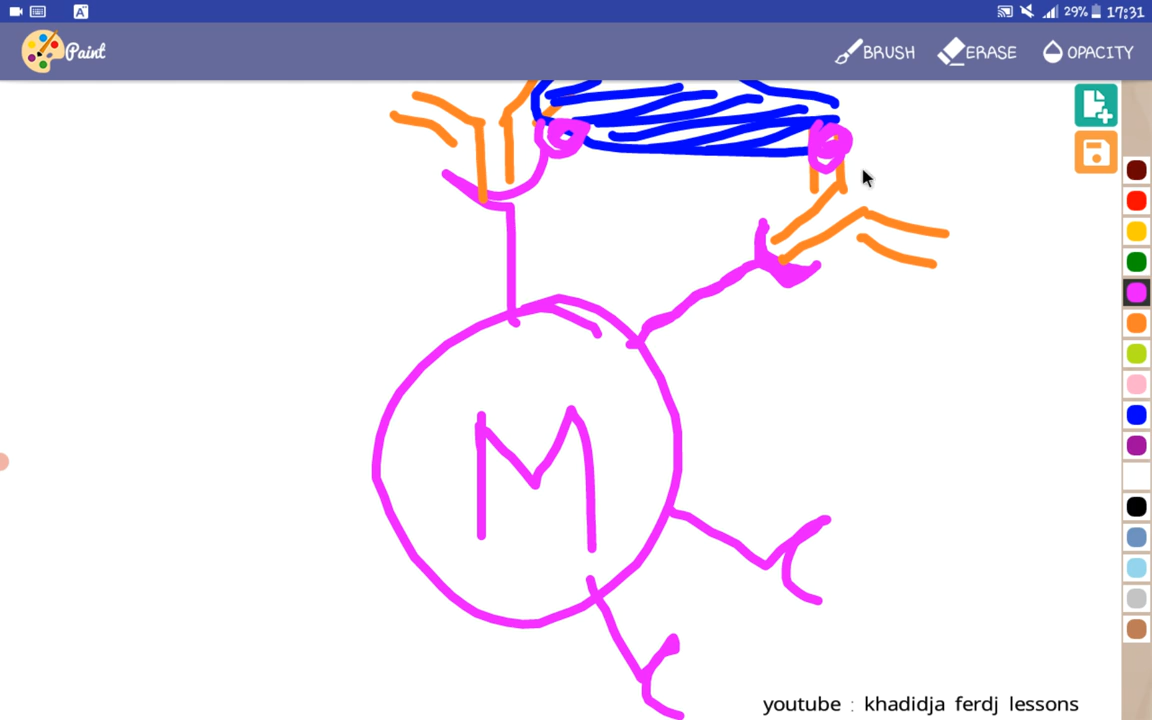 A 29% 17:31
Paint BRUSH ERASE OPACITY
M
youtube : khadidja ferdj lessons